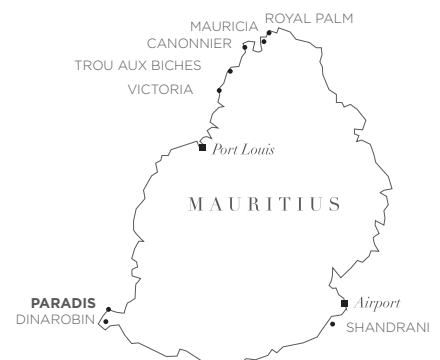 ROYAL PALM
MAURICIA
CANONNIER
TROU AUX BICHES
VICTORIA
Port Louis
MAURITIUS
PARADIS
Airport
DINAROBIN
SHANDRANI